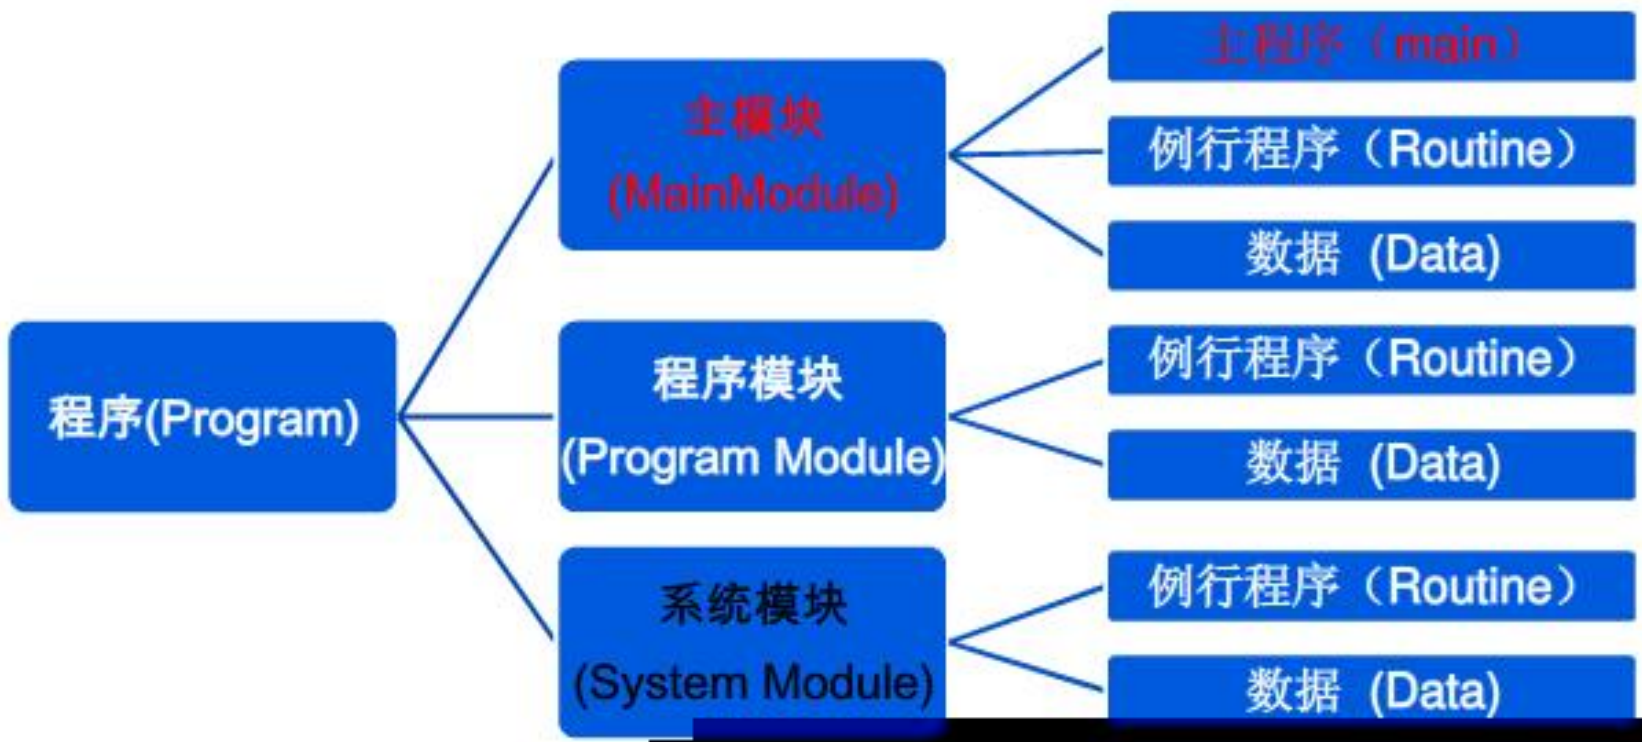 程序(Program)
主模块
(MainModule)
主程序（main）
例行程序（Routine）
数据 (Data)
程序模块
(Program Module)
例行程序（Routine）
数据 (Data)
系统模块
(System Module)
例行程序（Routine）
数据 (Data)